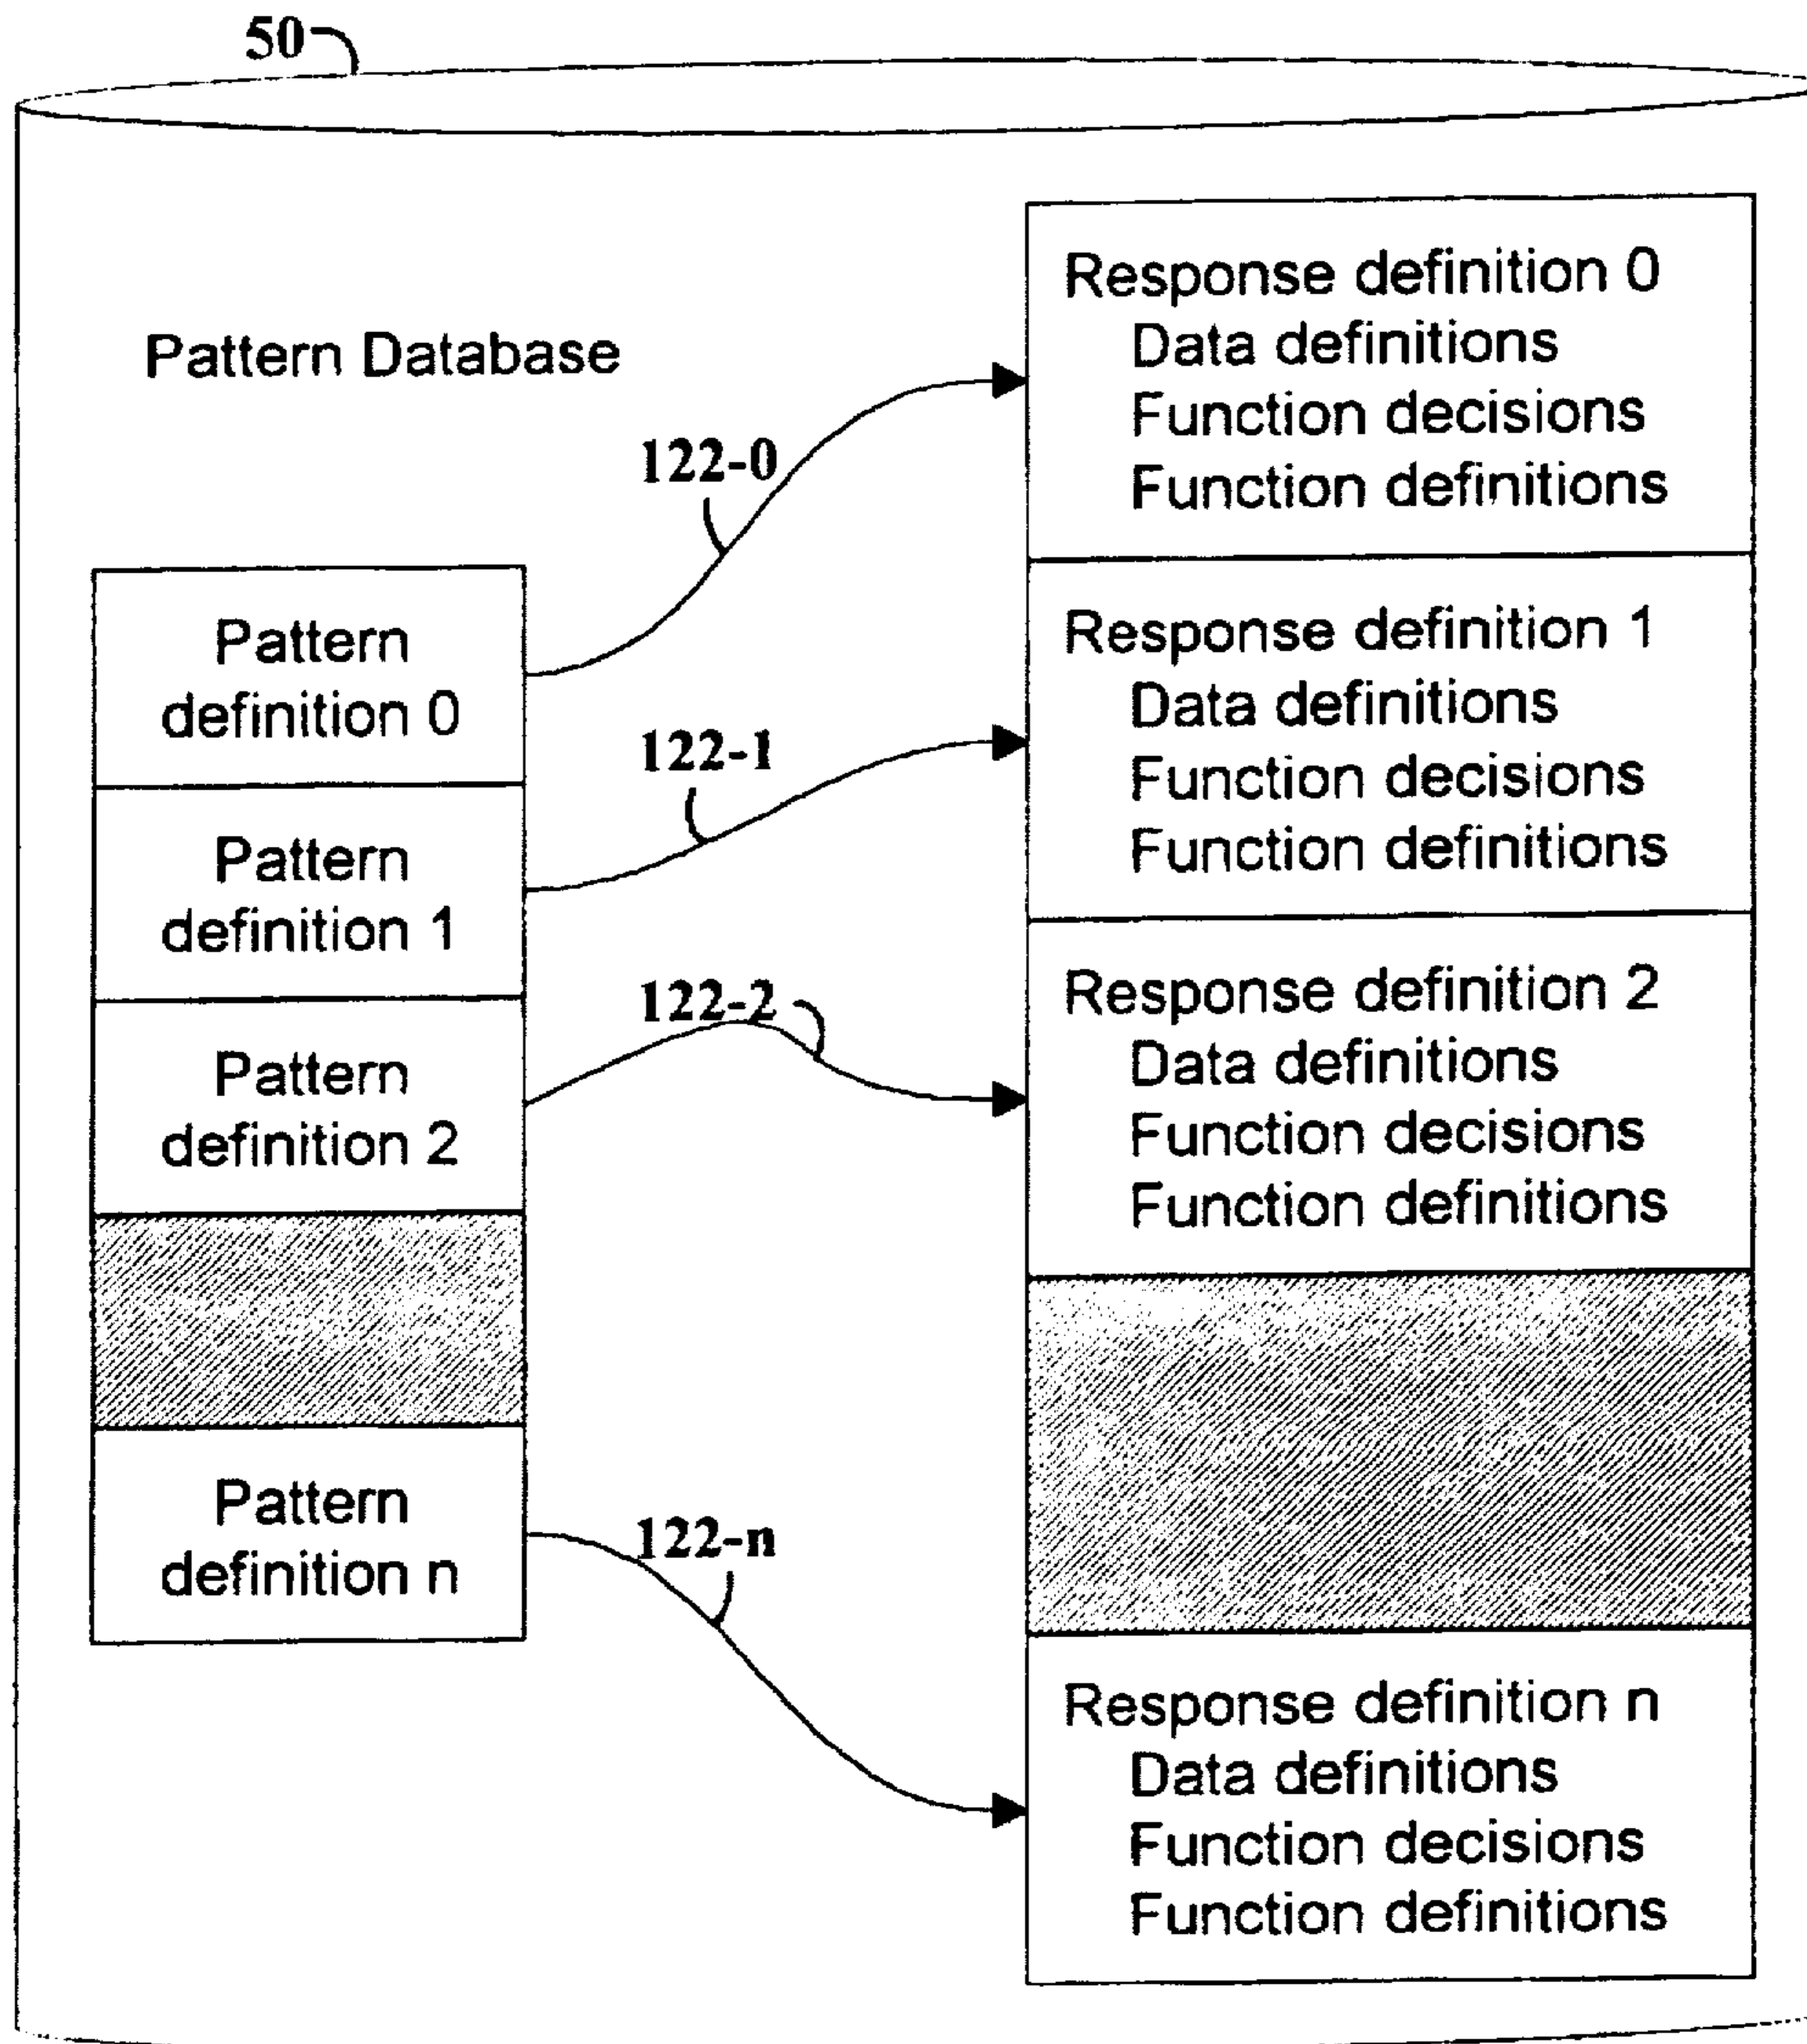 50
Pattern Database
Pattern
definition 0
Pattern
definition 1
Pattern
definition 2
Pattern
definition n
122-0
122-1
122-2
122-n
Response definition 0
Data definitions
Function decisions
Function definitions
Response definition 1
Data definitions
Function decisions
Function definitions
Response definition 2
Data definitions
Function decisions
Function definitions
Response definition n
Data definitions
Function decisions
Function definitions